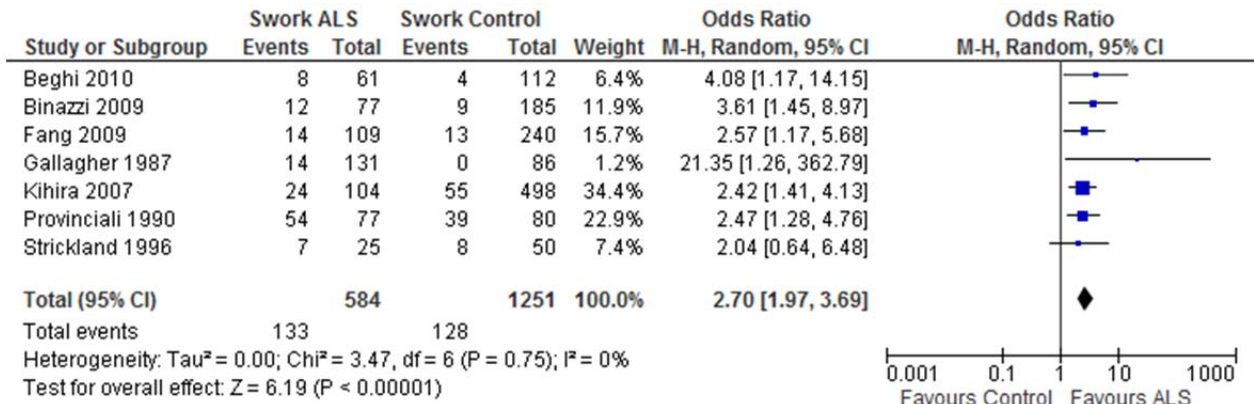 Swork ALS Swork Control Odds Ratio Odds Ratio
Study or Subgroup Events Total Events Total Weight M-H, Random, 95% CI M-H, Random, 95% CI
Beghi 2010 8 61 4 112 6.4% 4.08 [1.17, 14.15]
Binazzi 2009 12 77 9 185 11.9% 3.61 [1.45, 8.97]
Fang 2009 14 109 13 240 15.7% 2.57 [1.17, 5.68]
Gallagher 1987 14 131 0 86 1.2% 21.35 [1.26, 362.79]
Kihira 2007 24 104 55 498 34.4% 2.42 [1.41, 4.13]
Provinciali 1990 54 77 39 80 22.9% 2.47 [1.28, 4.76]
Strickland 1996 7 25 8 50 7.4% 2.04 [0.64, 6.48]
Total (95% CI) 584 1251 100.0% 2.70 [1.97, 3.69]
Total events 133 128
Heterogeneity: Tau² = 0.00; Chi² = 3.47, df = 6 (P = 0.75); I² = 0%
Test for overall effect: Z = 6.19 (P < 0.00001)
0.001 0.1 1 10 1000
Favours Control Favours ALS